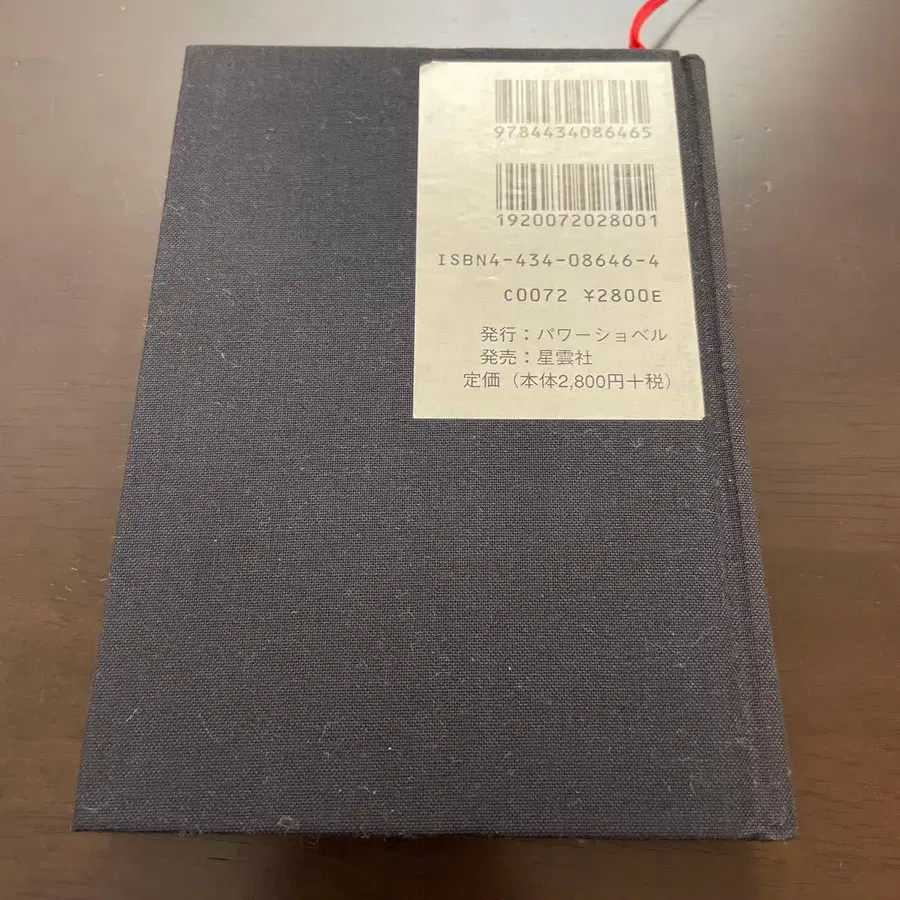 9784434086465
1920072028001
ISBN4-434-08646-4
C0072 ¥2800E
発行：パワーショベル
発売：星雲社
定価（本体2,800円＋税）